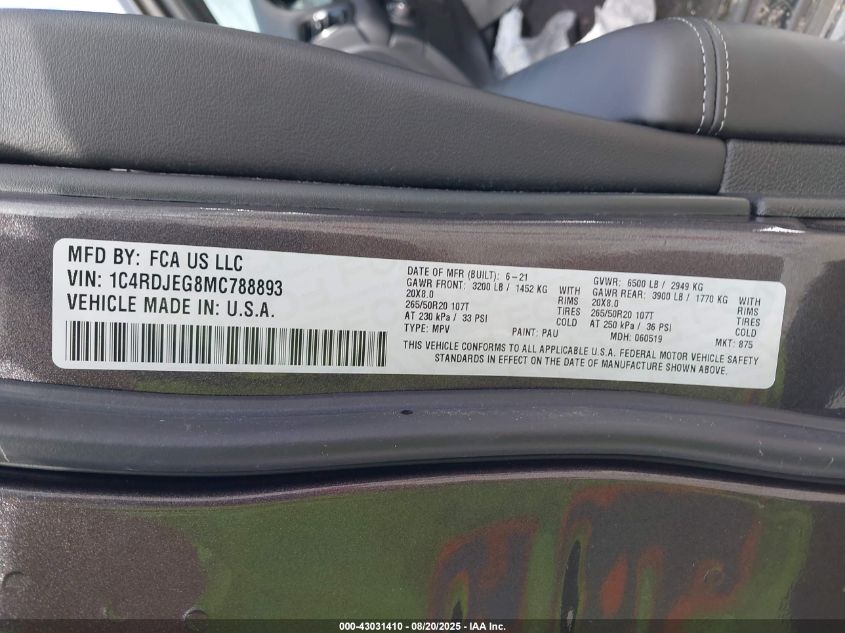 MFD BY: FCA US LLC
VIN: 1C4RDJEG8MC788893
VEHICLE MADE IN: U.S.A.
DATE OF MFR (BUILT): 6-21
GAWR FRONT: 3200 LB / 1452 KG WITH
20X8.0 RIMS
265/50R20 107T TIRES
AT 230 kPa / 33 PSI COLD
TYPE: MPV PAINT: PAU
GVWR: 6500 LB / 2949 KG
GAWR REAR: 3900 LB / 1770 KG WITH
20X8.0 RIMS
265/50R20 107T TIRES
AT 250 kPa / 36 PSI COLD
MDH: 060519 MKT: 875
THIS VEHICLE CONFORMS TO ALL APPLICABLE U.S.A. FEDERAL MOTOR VEHICLE SAFETY
STANDARDS IN EFFECT ON THE DATE OF MANUFACTURE SHOWN ABOVE.
000-43031410 - 08/20/2025 - IAA Inc.